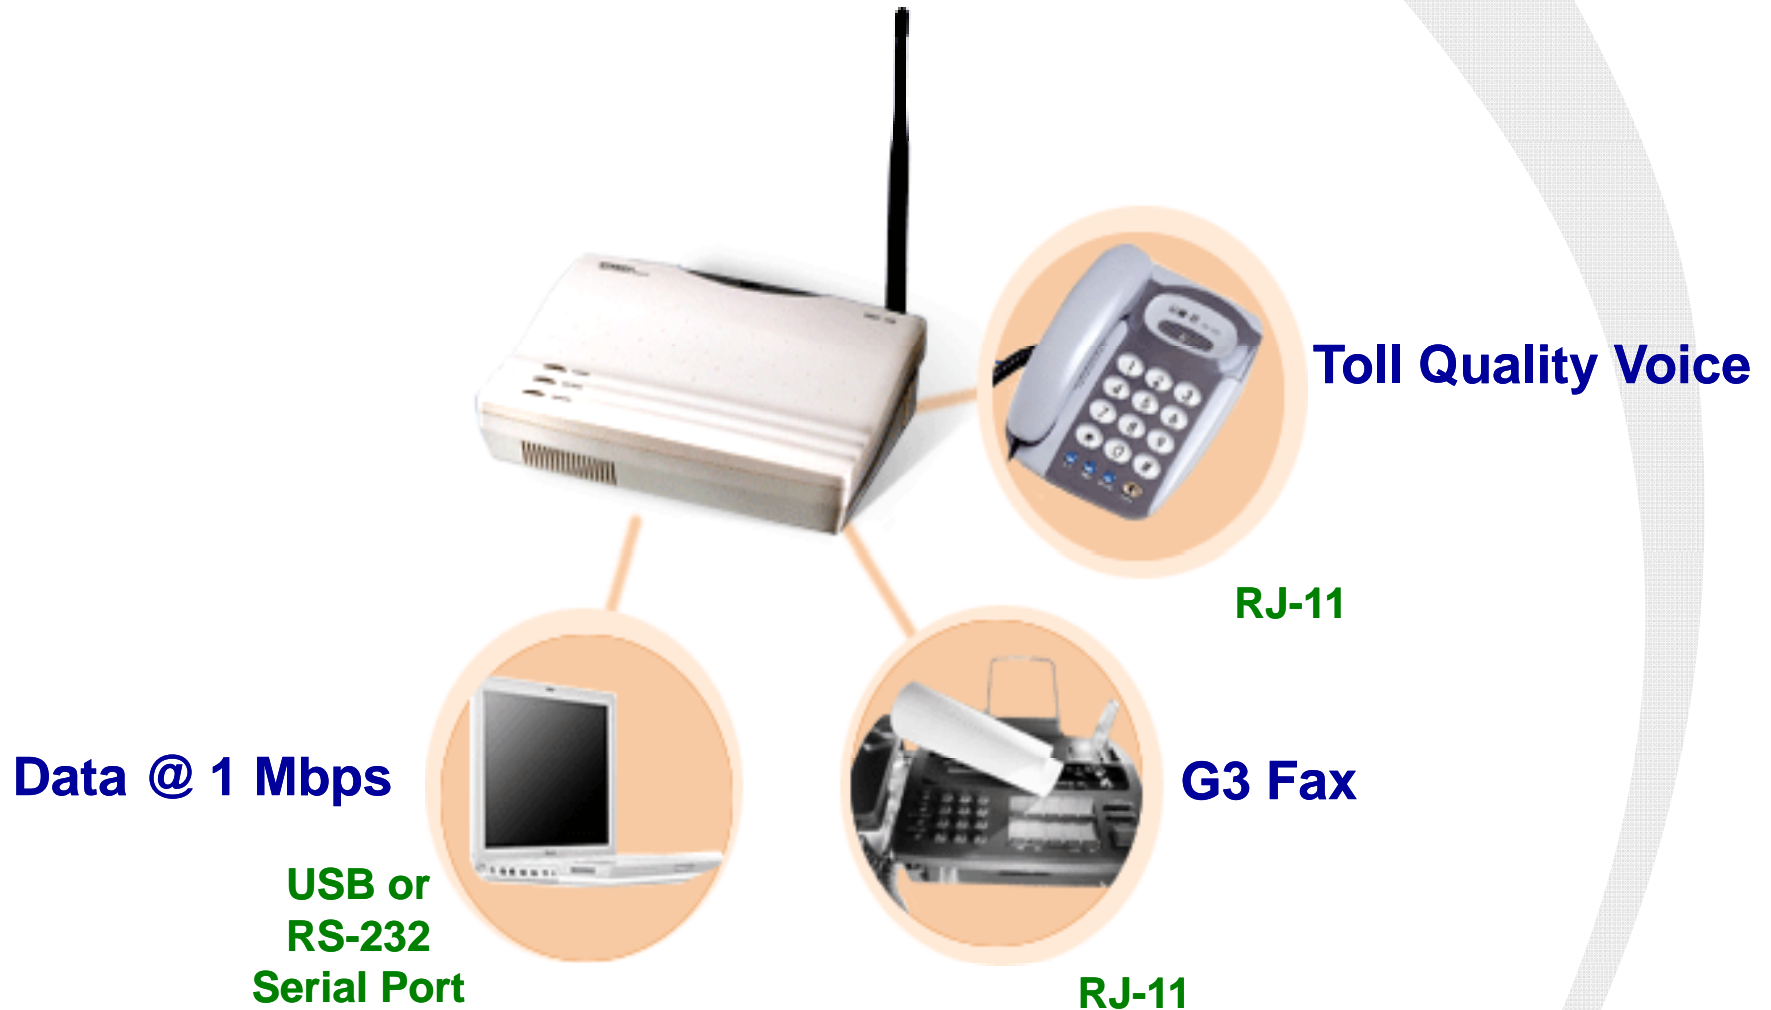 Toll Quality Voice
RJ-11
Data @ 1 Mbps
USB or
RS-232
Serial Port
G3 Fax
RJ-11